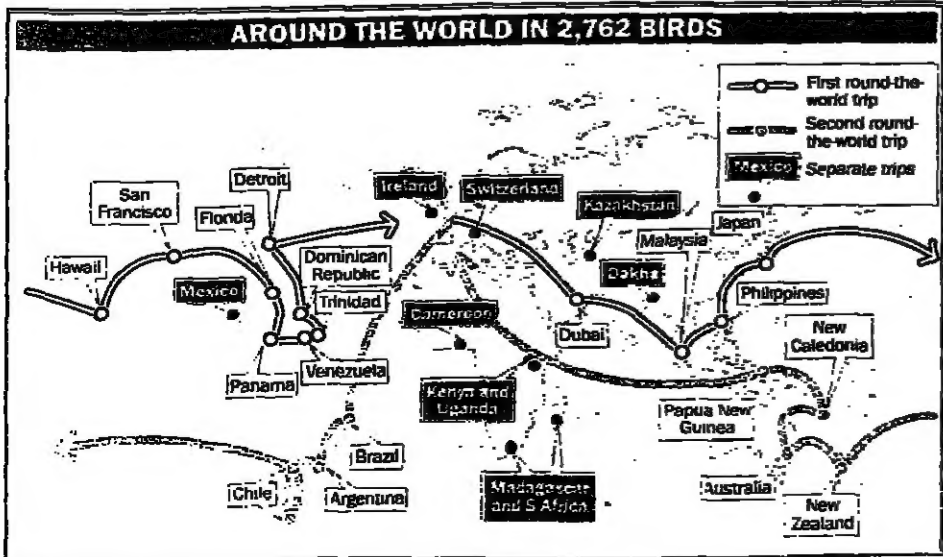 AROUND THE WORLD IN 2,762 BIRDS
First round-the-
world trip
Second round-
the-world trip
Mexico
Separate trips
San
Francisco
Detroit
Ireland
Switzerland
Kazakhstan
Japan
Florida
Malaysia
Hawaii
Dominican
Republic
Mexico
Trinidad
Dakha
Philippines
Cameroon
Dubai
New
Caledonia
Panama
Venezuela
Kenya and
Uganda
Papua New
Guinea
Brazil
Chile
Argentina
Madagascar
and S Africa
Australia
New
Zealand